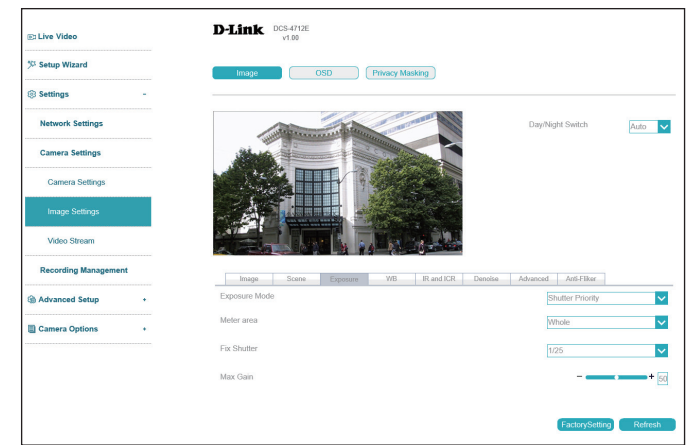 D-Link DCS-4712E
v1.09
Live Video
Setup Wizard
Settings -
Network Settings
Camera Settings
Camera Settings
Image Settings
Video Stream
Recording Management
Advanced Setup +
Camera Options +
Image OSD Privacy Masking
Day/Night Switch Auto
Image Scene Exposure WB IR and ICR Denoise Advanced Anti-Fliker
Exposure Mode Shutter Priority
Meter area Whole
Fix Shutter 1/25
Max Gain - + 50
FactorySetting Refresh